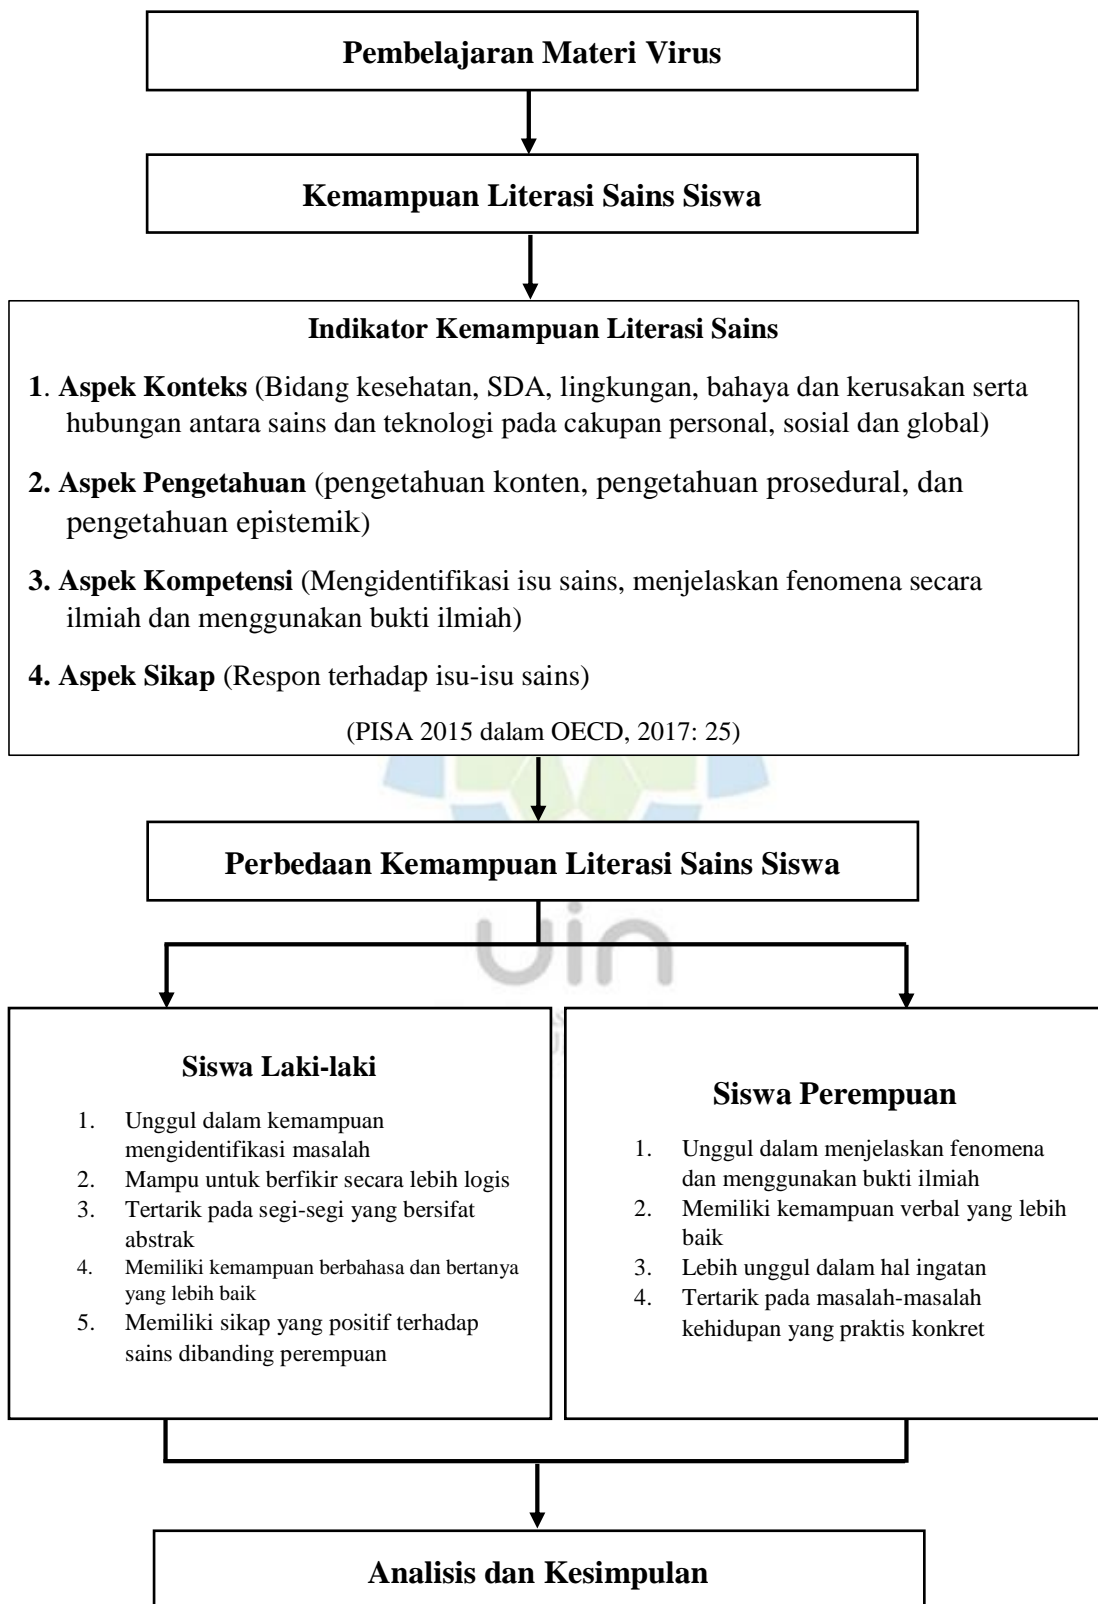 Pembelajaran Materi Virus
Kemampuan Literasi Sains Siswa
Indikator Kemampuan Literasi Sains
1. Aspek Konteks (Bidang kesehatan, SDA, lingkungan, bahaya dan kerusakan serta
hubungan antara sains dan teknologi pada cakupan personal, sosial dan global)
2. Aspek Pengetahuan (pengetahuan konten, pengetahuan prosedural, dan
pengetahuan epistemik)
3. Aspek Kompetensi (Mengidentifikasi isu sains, menjelaskan fenomena secara
ilmiah dan menggunakan bukti ilmiah)
4. Aspek Sikap (Respon terhadap isu-isu sains)
(PISA 2015 dalam OECD, 2017: 25)
Perbedaan Kemampuan Literasi Sains Siswa
uin
Siswa Laki-laki
1. Unggul dalam kemampuan
mengidentifikasi masalah
2. Mampu untuk berfikir secara lebih logis
3. Tertarik pada segi-segi yang bersifat
abstrak
4. Memiliki kemampuan berbahasa dan bertanya
yang lebih baik
5. Memiliki sikap yang positif terhadap
sains dibanding perempuan
Siswa Perempuan
1. Unggul dalam menjelaskan fenomena
dan menggunakan bukti ilmiah
2. Memiliki kemampuan verbal yang lebih
baik
3. Lebih unggul dalam hal ingatan
4. Tertarik pada masalah-masalah
kehidupan yang praktis konkret
Analisis dan Kesimpulan